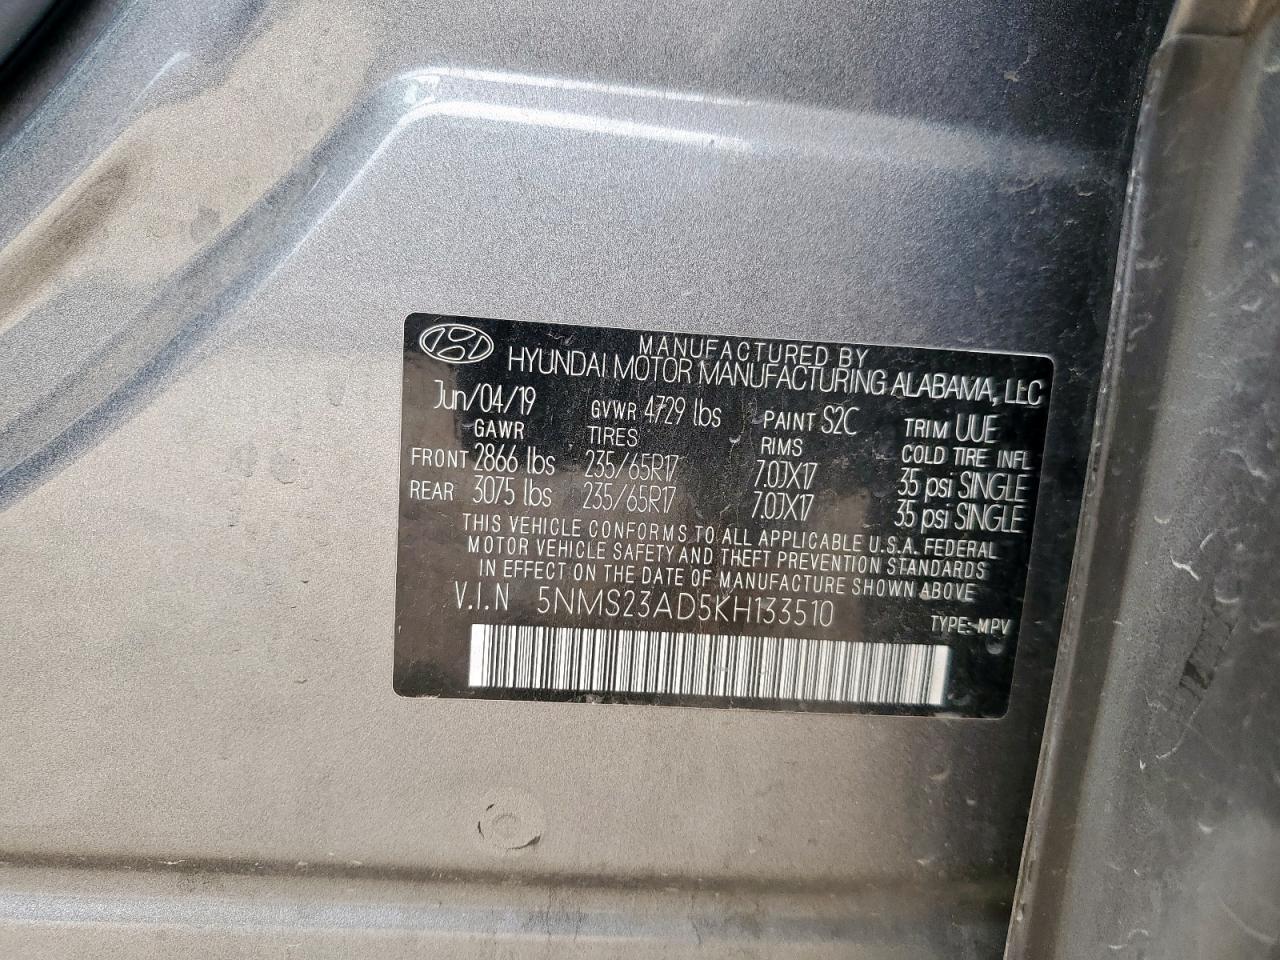 MANUFACTURED BY
HYUNDAI MOTOR MANUFACTURING ALABAMA, LLC
Jun/04/19 GVWR 4729 lbs PAINT S2C TRIM UUE
GAWR TIRES RIMS COLD TIRE INFL
FRONT 2866 lbs 235/65R17 7.0JX17 35 psi SINGLE
REAR 3075 lbs 235/65R17 7.0JX17 35 psi SINGLE
THIS VEHICLE CONFORMS TO ALL APPLICABLE U.S.A. FEDERAL
MOTOR VEHICLE SAFETY AND THEFT PREVENTION STANDARDS
IN EFFECT ON THE DATE OF MANUFACTURE SHOWN ABOVE
V.I.N 5NMS23AD5KH133510
TYPE: MPV